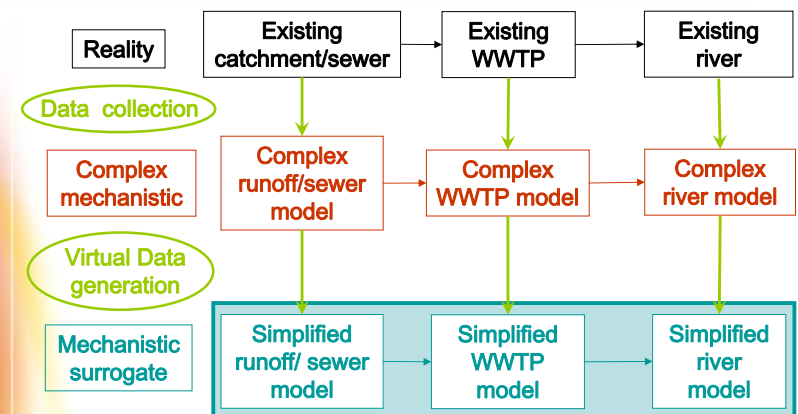 Reality
Existing
catchment/sewer
Existing
WWTP
Existing
river
Data collection
Complex
mechanistic
Complex
runoff/sewer
model
Complex
WWTP model
Complex
river model
Virtual Data
generation
Mechanistic
surrogate
Simplified
runoff/ sewer
model
Simplified
WWTP
model
Simplified
river
model